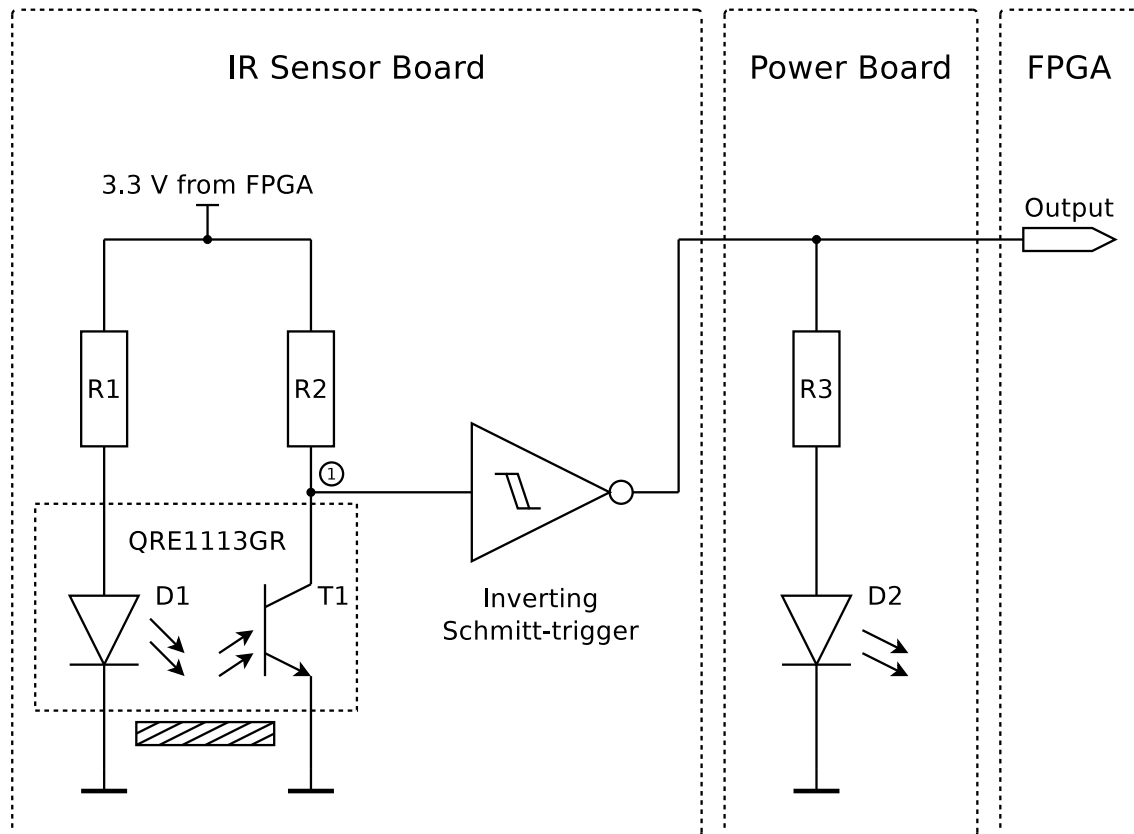 IR Sensor Board
Power Board
FPGA
3.3 V from FPGA
Output
R1
R2
R3
1
QRE1113GR
D1
T1
Inverting
Schmitt-trigger
D2